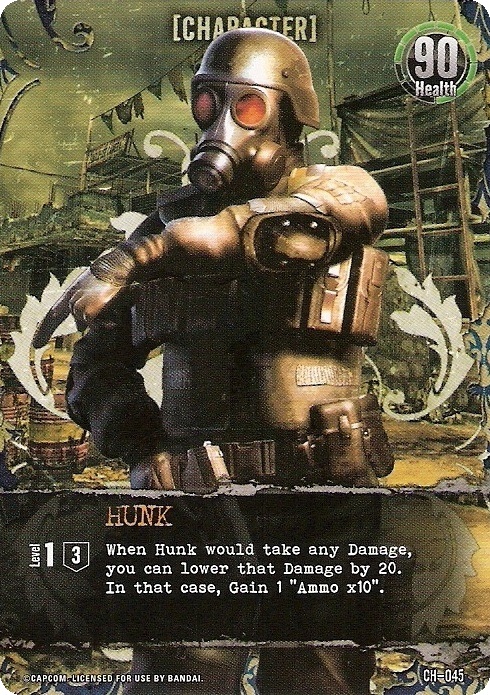 [CHARACTER]
90
Health
HUNK
Level 1 3
When Hunk would take any Damage,
you can lower that Damage by 20.
In that case, Gain 1 "Ammo x10".
©CAPCOM. LICENSED FOR USE BY BANDAI.
CH-045